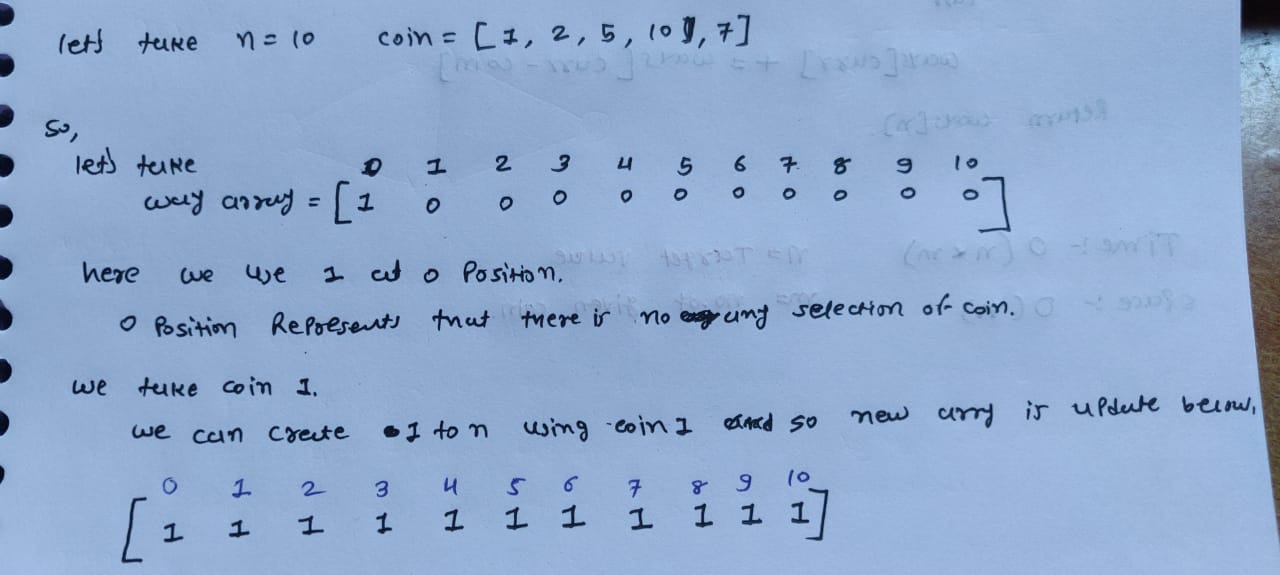 let's take n=10 coin = [1, 2, 5, 10, 7]
so,
let's take 0 1 2 3 4 5 6 7 8 9 10
way array = [1 0 0 0 0 0 0 0 0 0 0]
here we use 1 at 0 Position.
0 Position Represents that there is no any selection of coin.
we take coin 1.
we can create 1 to n using coin 1 and so new arry is update below,
0 1 2 3 4 5 6 7 8 9 10
[1 1 1 1 1 1 1 1 1 1 1]